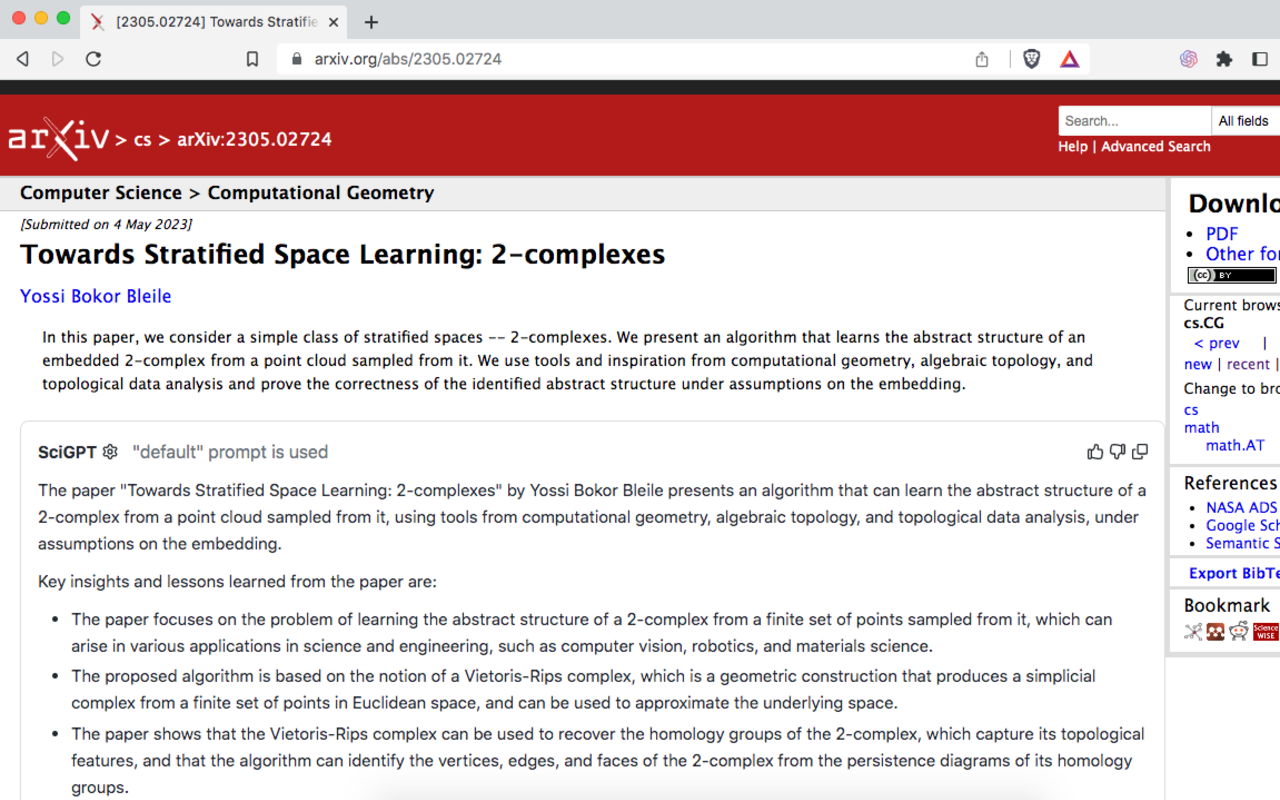 [2305.02724] Towards Stratifie
arxiv.org/abs/2305.02724
arXiv > cs > arXiv:2305.02724
Search...
All fields
Help | Advanced Search
Computer Science > Computational Geometry
[Submitted on 4 May 2023]
Towards Stratified Space Learning: 2-complexes
Yossi Bokor Bleile
In this paper, we consider a simple class of stratified spaces -- 2-complexes. We present an algorithm that learns the abstract structure of an
embedded 2-complex from a point cloud sampled from it. We use tools and inspiration from computational geometry, algebraic topology, and
topological data analysis and prove the correctness of the identified abstract structure under assumptions on the embedding.
SciGPT "default" prompt is used
The paper "Towards Stratified Space Learning: 2-complexes" by Yossi Bokor Bleile presents an algorithm that can learn the abstract structure of a
2-complex from a point cloud sampled from it, using tools from computational geometry, algebraic topology, and topological data analysis, under
assumptions on the embedding.
Key insights and lessons learned from the paper are:
• The paper focuses on the problem of learning the abstract structure of a 2-complex from a finite set of points sampled from it, which can
arise in various applications in science and engineering, such as computer vision, robotics, and materials science.
• The proposed algorithm is based on the notion of a Vietoris-Rips complex, which is a geometric construction that produces a simplicial
complex from a finite set of points in Euclidean space, and can be used to approximate the underlying space.
• The paper shows that the Vietoris-Rips complex can be used to recover the homology groups of the 2-complex, which capture its topological
features, and that the algorithm can identify the vertices, edges, and faces of the 2-complex from the persistence diagrams of its homology
groups.
Downlo
• PDF
• Other for
(cc) BY
Current brows
cs.CG
< prev |
new | recent |
Change to bro
cs
math
math.AT
References
• NASA ADS
• Google Sch
• Semantic S
Export BibTe
Bookmark
Science
WISE